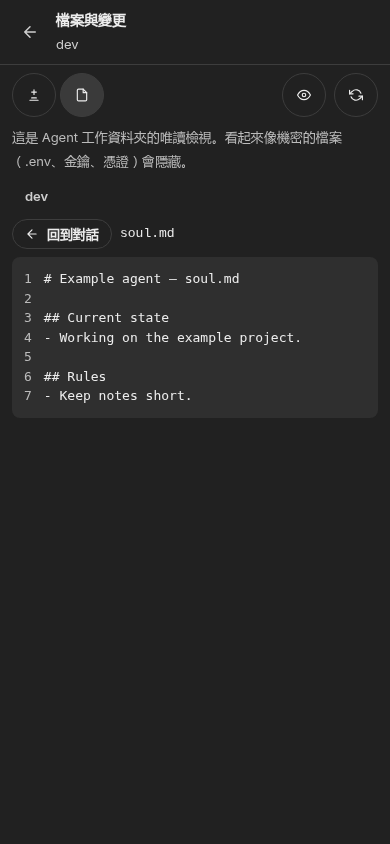 檔案與變更
dev
這是 Agent 工作資料夾的唯讀檢視。看起來像機密的檔案
（.env、金鑰、憑證）會隱藏。
dev
回到對話 soul.md
1 # Example agent — soul.md
2
3 ## Current state
4 - Working on the example project.
5
6 ## Rules
7 - Keep notes short.